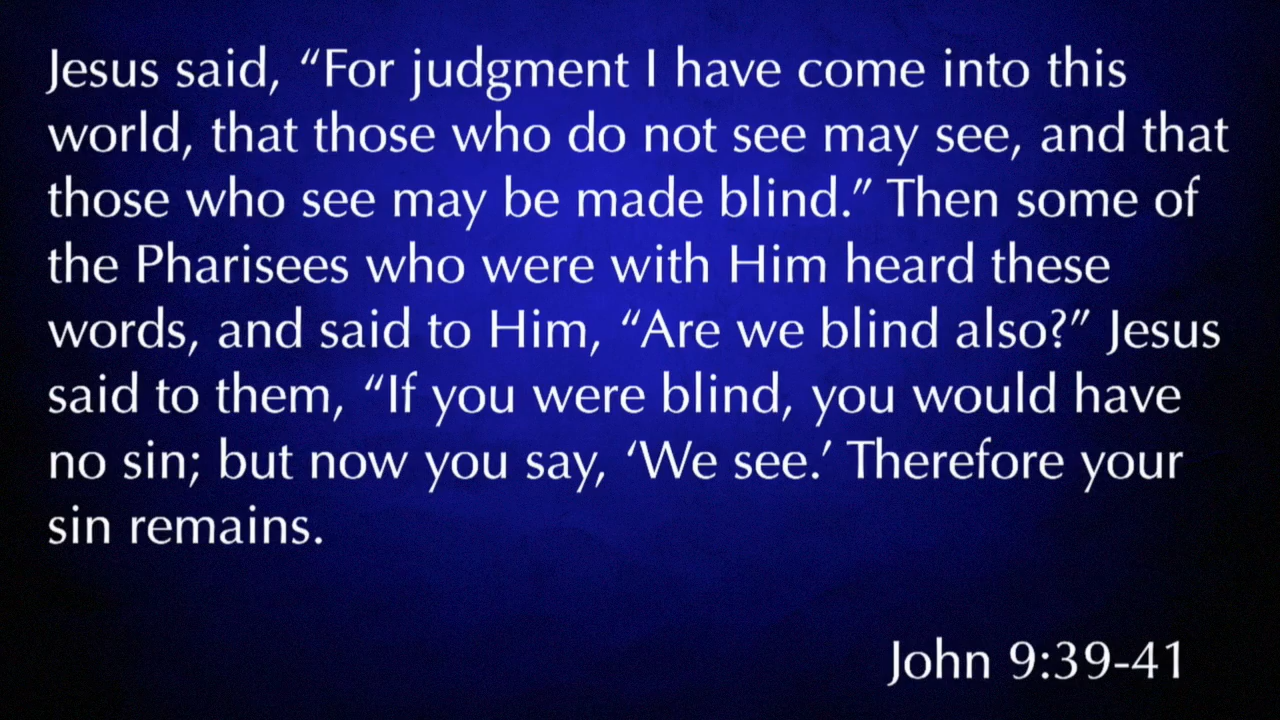 Jesus said, “For judgment I have come into this
world, that those who do not see may see, and that
those who see may be made blind.” Then some of
the Pharisees who were with Him heard these
words, and said to Him, “Are we blind also?” Jesus
said to them, “If you were blind, you would have
no sin; but now you say, ‘We see.’ Therefore your
sin remains.
John 9:39-41